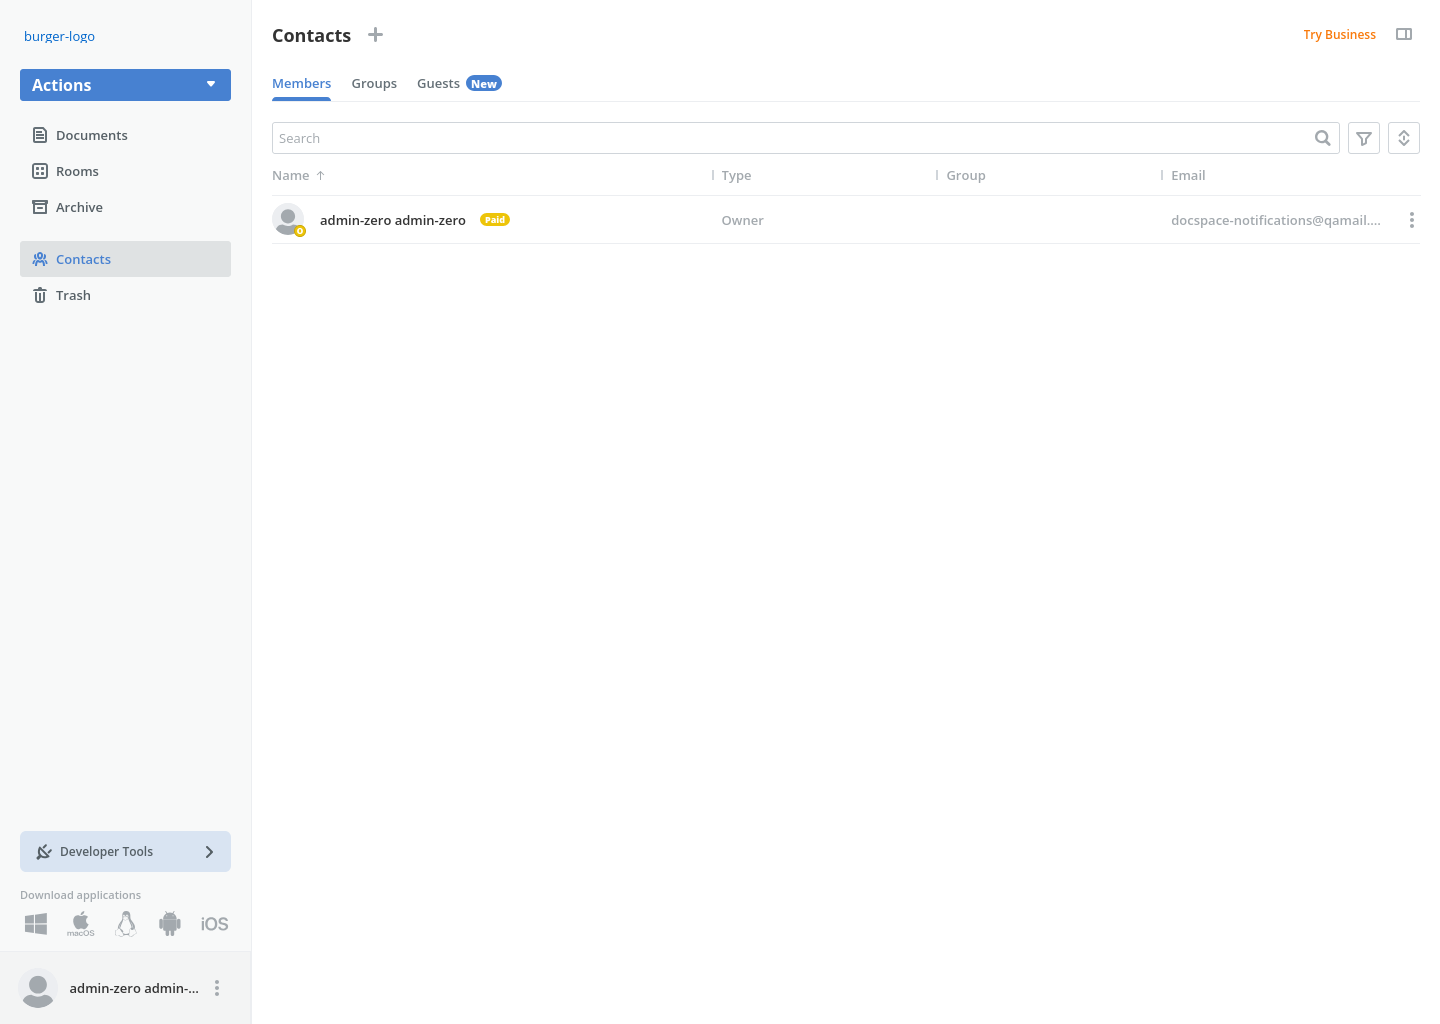 burger-logo
Actions
Documents
Rooms
Archive
Contacts
Trash
Developer Tools
Download applications
macOS
iOS
admin-zero admin-...
Contacts
Try Business
Members Groups Guests New
Search
Name Type Group Email
admin-zero admin-zero Paid Owner docspace-notifications@qamail....
O